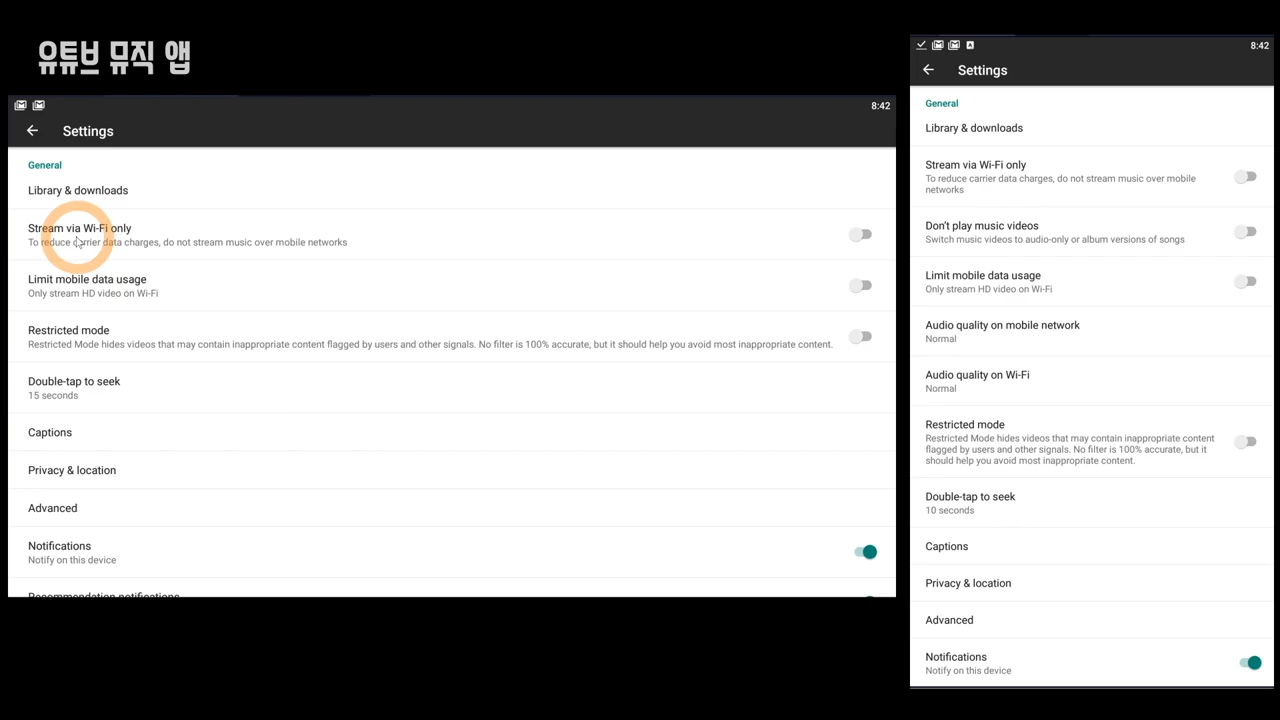 유튜브 뮤직 앱
8:42
Settings
General
Library & downloads
Stream via Wi-Fi only
To reduce carrier data charges, do not stream music over mobile networks
Limit mobile data usage
Only stream HD video on Wi-Fi
Restricted mode
Restricted Mode hides videos that may contain inappropriate content flagged by users and other signals. No filter is 100% accurate, but it should help you avoid most inappropriate content.
Double-tap to seek
15 seconds
Captions
Privacy & location
Advanced
Notifications
Notify on this device
Recommendation notifications
A
8:42
Settings
General
Library & downloads
Stream via Wi-Fi only
To reduce carrier data charges, do not stream music over mobile
networks
Don't play music videos
Switch music videos to audio-only or album versions of songs
Limit mobile data usage
Only stream HD video on Wi-Fi
Audio quality on mobile network
Normal
Audio quality on Wi-Fi
Normal
Restricted mode
Restricted Mode hides videos that may contain inappropriate content
flagged by users and other signals. No filter is 100% accurate, but it
should help you avoid most inappropriate content.
Double-tap to seek
10 seconds
Captions
Privacy & location
Advanced
Notifications
Notify on this device